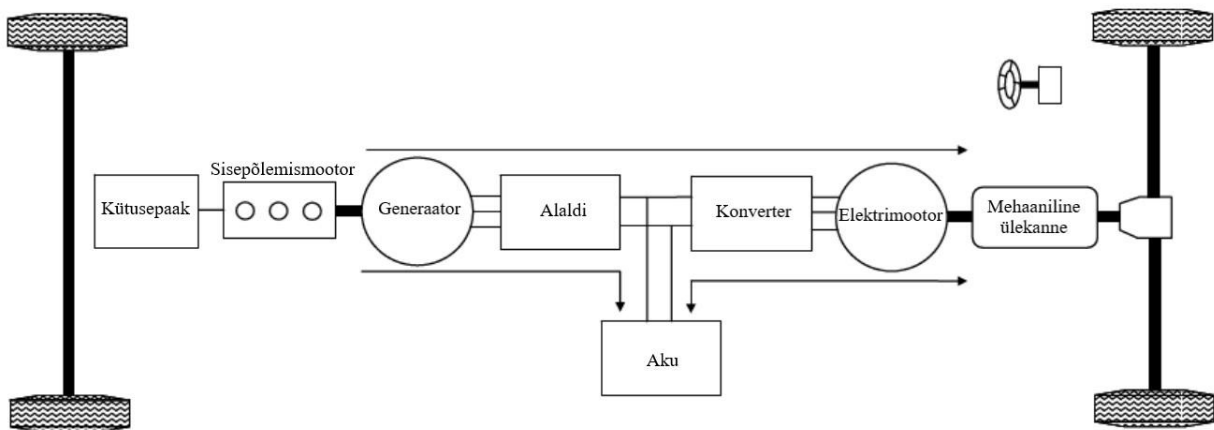 Sisepõlemismootor
Kütusepaak
Generaator
Alaldi
Konverter
Elektrimootor
Mehaaniline
ülekanne
Aku